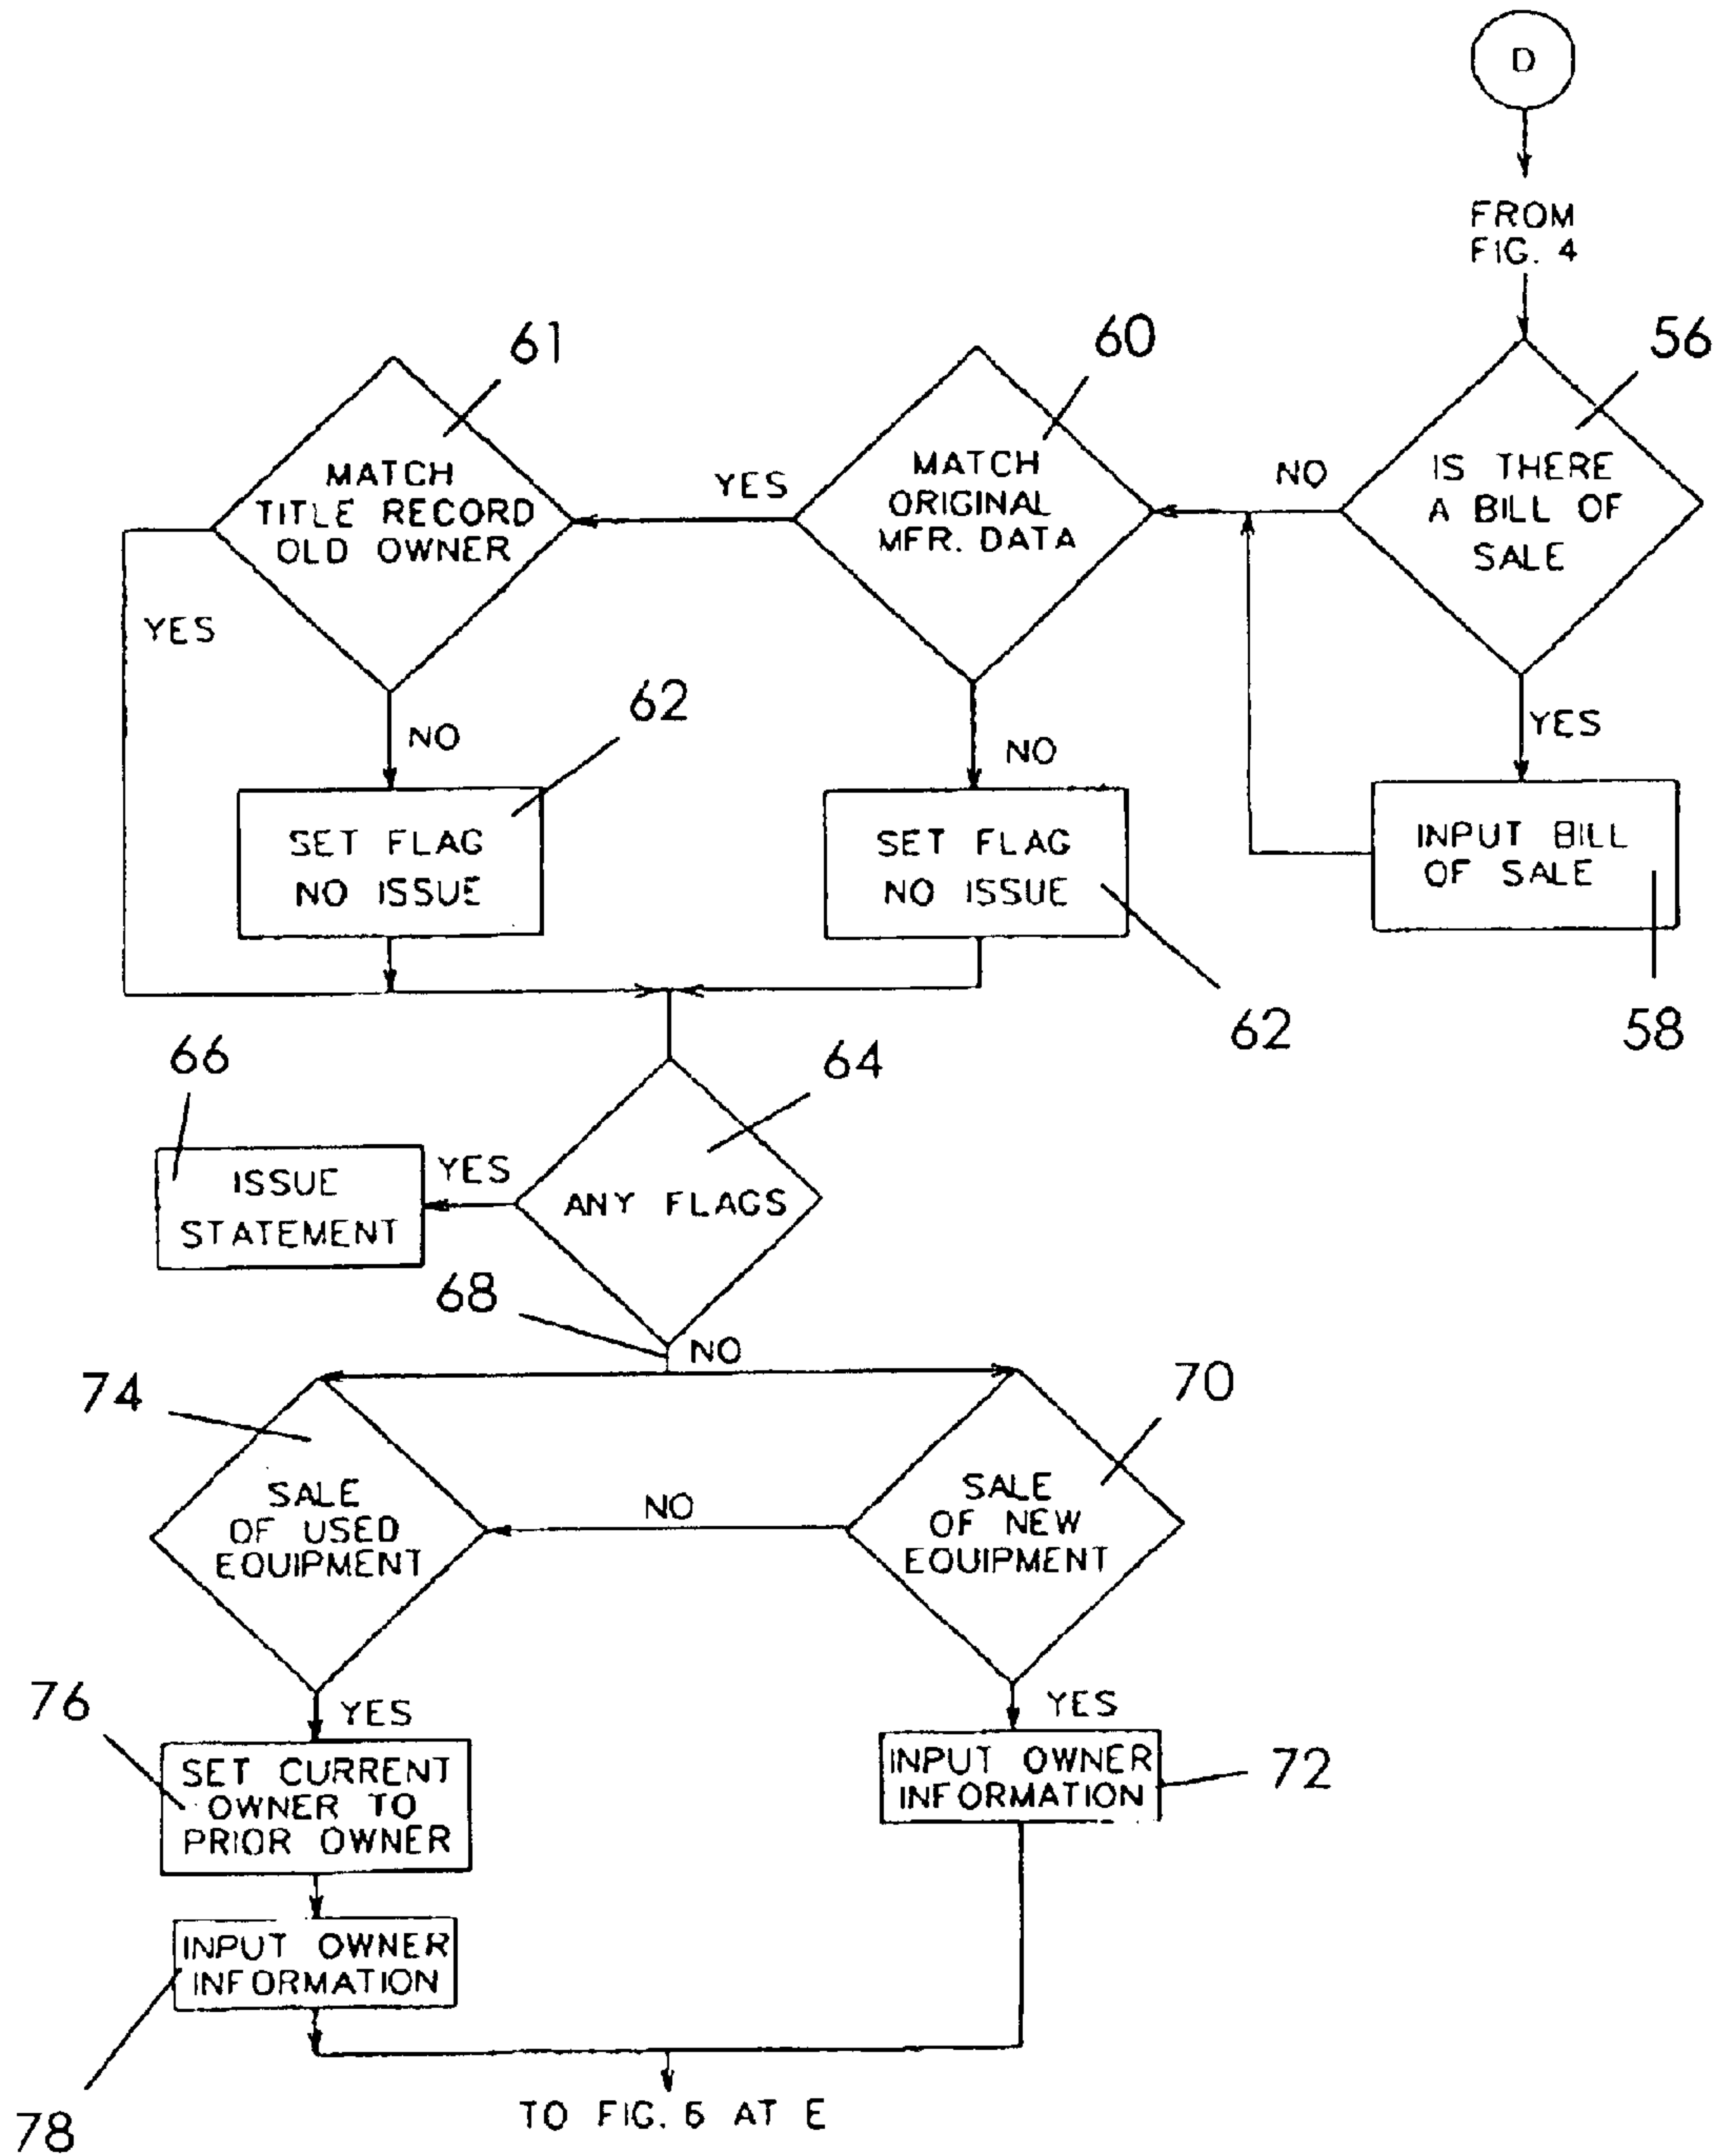 D
FROM
FIG. 4
61
60
56
MATCH
TITLE RECORD
OLD OWNER
YES
MATCH
ORIGINAL
MFR. DATA
NO
IS THERE
A BILL OF
SALE
YES
NO
62
NO
YES
SET FLAG
NO ISSUE
SET FLAG
NO ISSUE
INPUT BILL
OF SALE
62
58
66
64
ISSUE
STATEMENT
YES
ANY FLAGS
68
NO
74
70
SALE
OF USED
EQUIPMENT
NO
SALE
OF NEW
EQUIPMENT
76
YES
YES
SET CURRENT
OWNER TO
PRIOR OWNER
INPUT OWNER
INFORMATION
72
INPUT OWNER
INFORMATION
78
TO FIG. 6 AT E